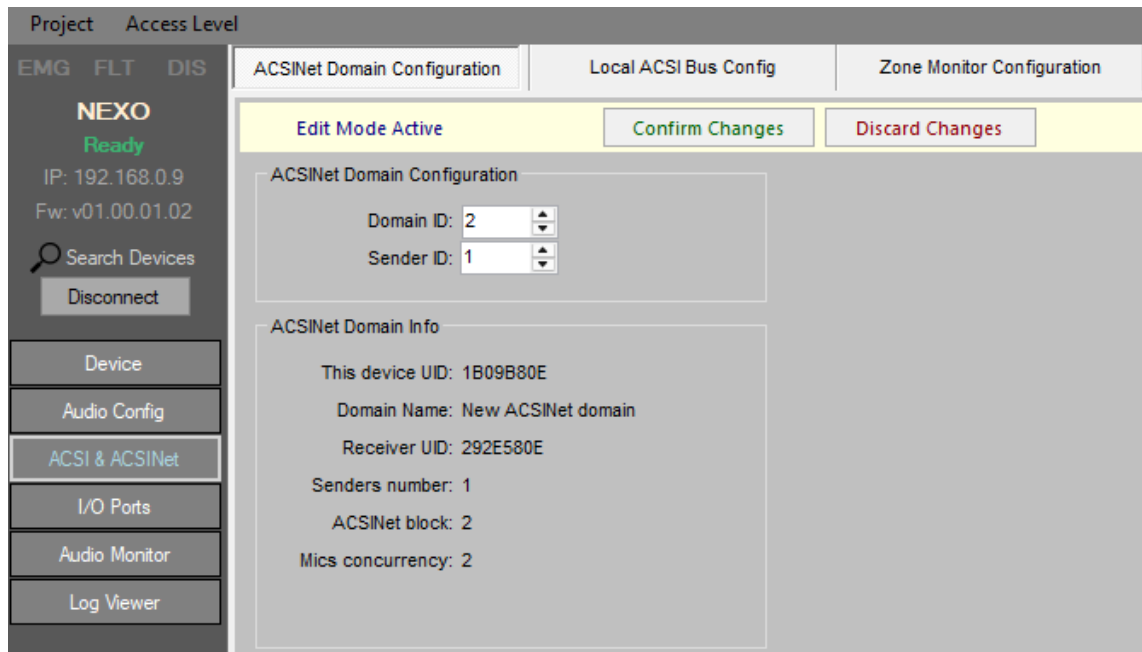 Project Access Level
EMG FLT DIS
NEXO
Ready
IP: 192.168.0.9
Fw: v01.00.01.02
Search Devices
Disconnect
Device
Audio Config
ACSI & ACSINet
I/O Ports
Audio Monitor
Log Viewer
ACSINet Domain Configuration Local ACSI Bus Config Zone Monitor Configuration
Edit Mode Active Confirm Changes Discard Changes
ACSINet Domain Configuration
Domain ID: 2
Sender ID: 1
ACSINet Domain Info
This device UID: 1B09B80E
Domain Name: New ACSINet domain
Receiver UID: 292E580E
Senders number: 1
ACSINet block: 2
Mics concurrency: 2